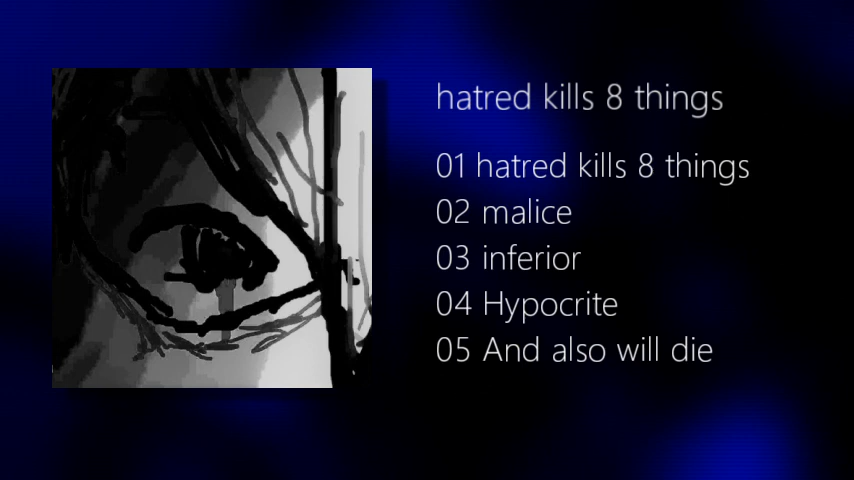 hatred kills 8 things
01 hatred kills 8 things
02 malice
03 inferior
04 Hypocrite
05 And also will die